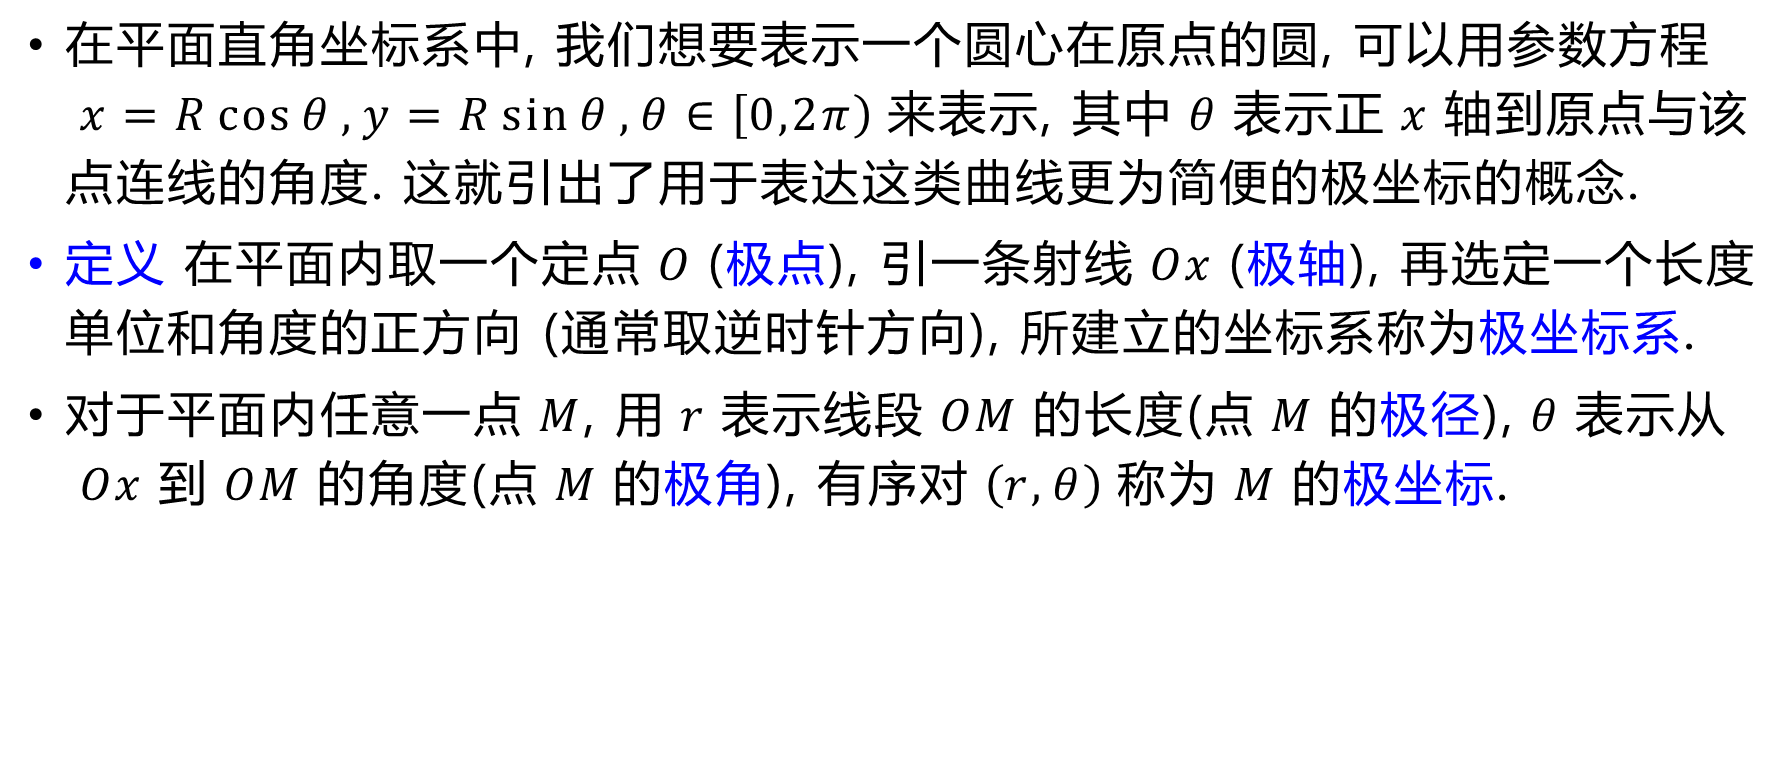 • 在平面直角坐标系中, 我们想要表示一个圆心在原点的圆, 可以用参数方程
x = R cos θ , y = R sin θ , θ ∈ [0,2π) 来表示, 其中 θ 表示正 x 轴到原点与该
点连线的角度. 这就引出了用于表达这类曲线更为简便的极坐标的概念.
• 定义 在平面内取一个定点 O (极点), 引一条射线 Ox (极轴), 再选定一个长度
单位和角度的正方向 (通常取逆时针方向), 所建立的坐标系称为极坐标系.
• 对于平面内任意一点 M, 用 r 表示线段 OM 的长度(点 M 的极径), θ 表示从
Ox 到 OM 的角度(点 M 的极角), 有序对 (r, θ) 称为 M 的极坐标.